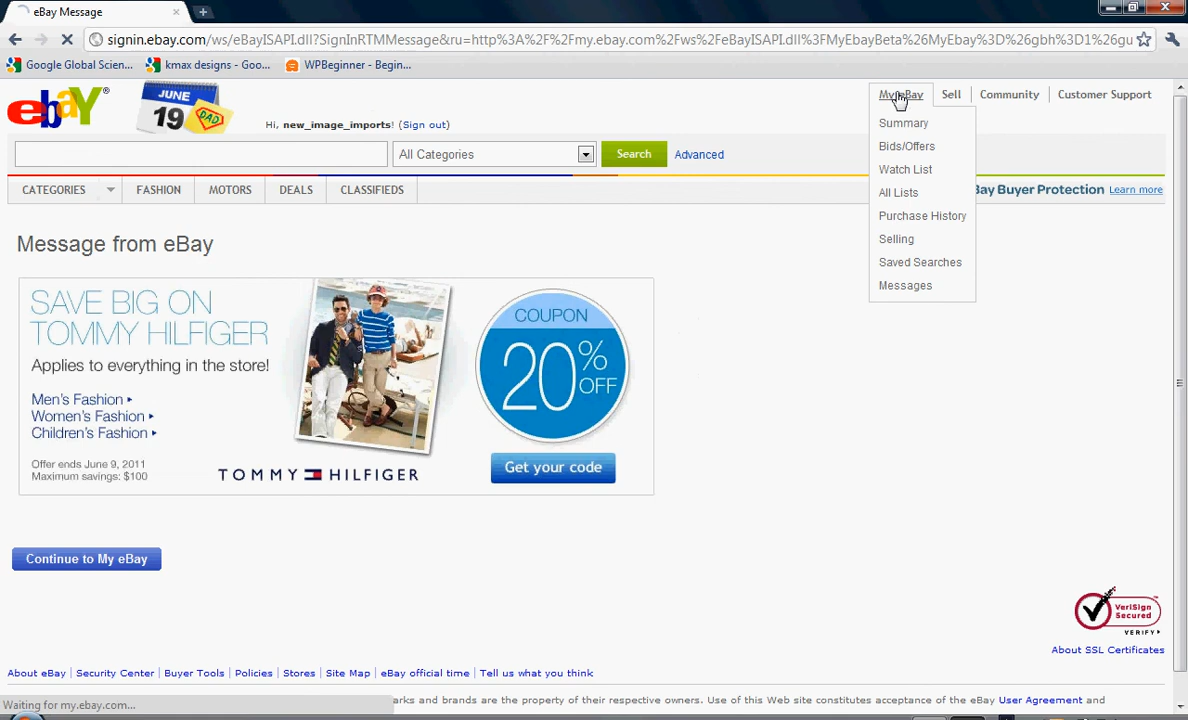 eBay Message
signin.ebay.com/ws/eBayISAPI.dll?SignInRTMMessage&ru=http%3A%2F%2Fmy.ebay.com%2Fws%2FeBayISAPI.dll%3FMyEbayBeta%26MyEbay%3D%26gbh%3D1%26gu
Google Global Scien... kmax designs - Goo... WPBeginner - Begin...
ebay® JUNE 19 DAD
My eBay Sell Community Customer Support
Hi, new_image_imports! (Sign out)
Summary
Bids/Offers
Watch List
All Lists
Purchase History
Selling
Saved Searches
Messages
All Categories Search Advanced
CATEGORIES FASHION MOTORS DEALS CLASSIFIEDS
Bay Buyer Protection Learn more
Message from eBay
SAVE BIG ON
TOMMY HILFIGER
Applies to everything in the store!
Men's Fashion
Women's Fashion
Children's Fashion
Offer ends June 9, 2011
Maximum savings: $100
TOMMY HILFIGER
COUPON
20% OFF
Get your code
Continue to My eBay
VeriSign
Secured
VERIFY
About SSL Certificates
About eBay | Security Center | Buyer Tools | Policies | Stores | Site Map | eBay official time | Tell us what you think
Waiting for my.ebay.com...
arks and brands are the property of their respective owners. Use of this Web site constitutes acceptance of the eBay User Agreement and